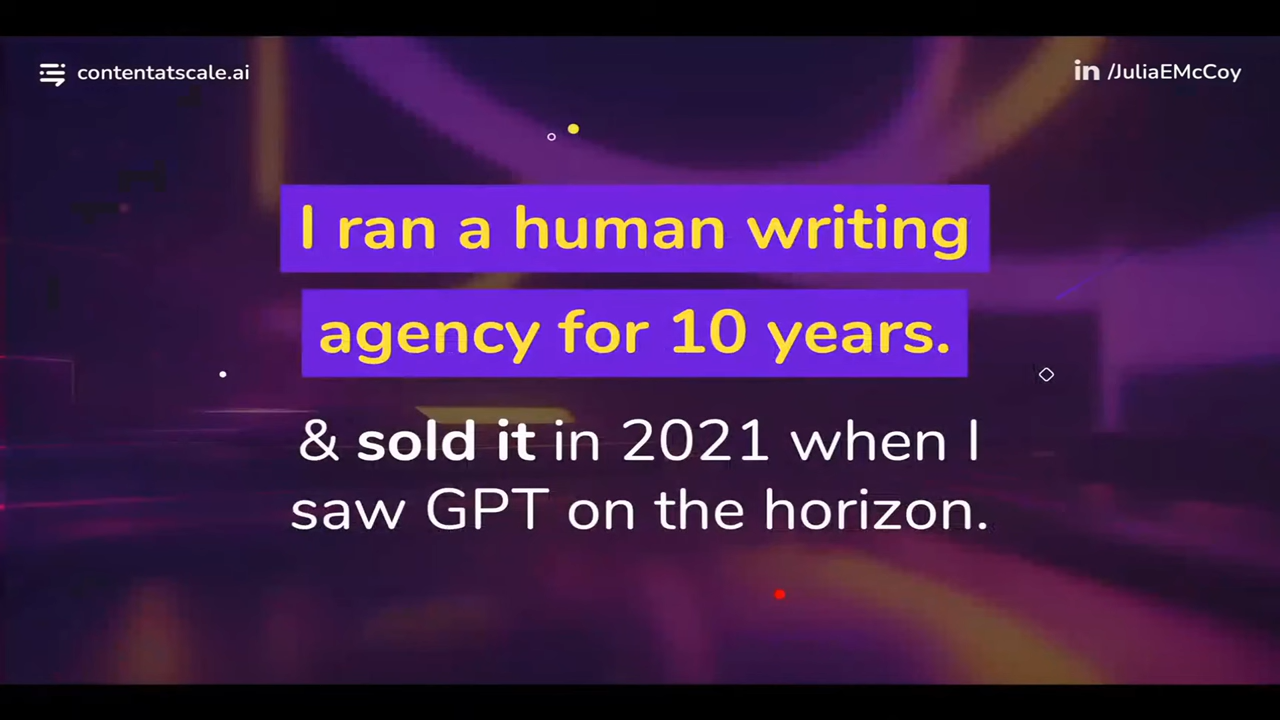 contentatscale.ai
in /JuliaEMcCoy
I ran a human writing
agency for 10 years.
& sold it in 2021 when I
saw GPT on the horizon.